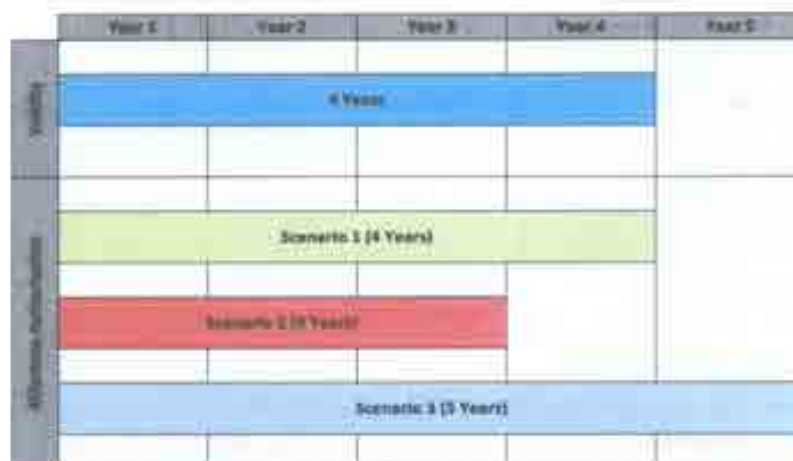 Year 1 Year 2 Year 3 Year 4 Year 5
Validity
4 Years
Scenario 1 (4 Years)
Scenario 2 (3 Years)
Scenario 3 (5 Years)